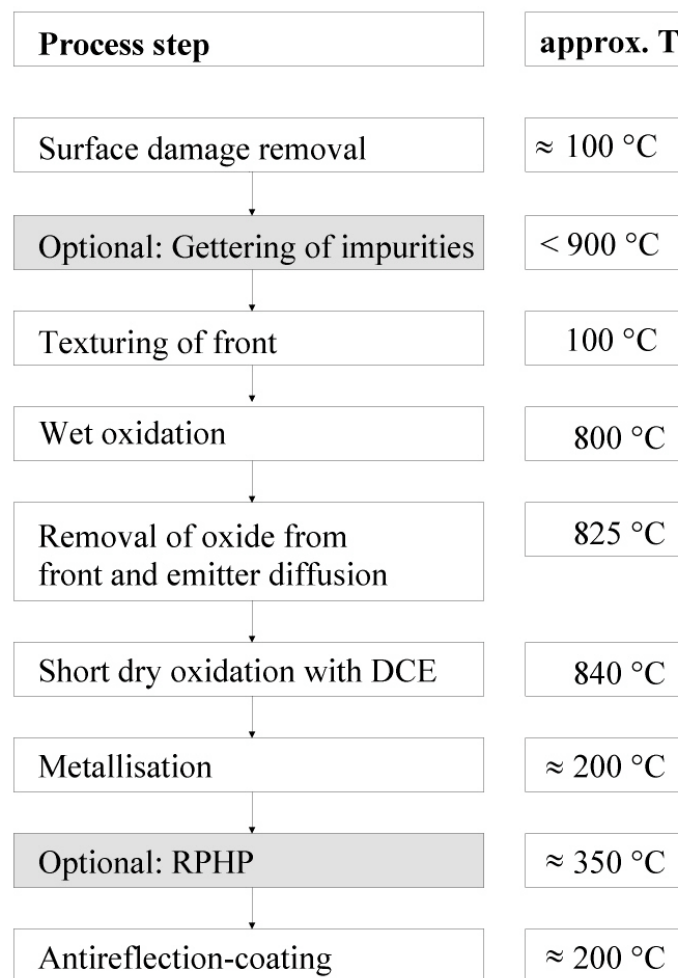 Process step
approx. T
Surface damage removal
≈ 100 °C
Optional: Gettering of impurities
< 900 °C
Texturing of front
100 °C
Wet oxidation
800 °C
Removal of oxide from
front and emitter diffusion
825 °C
Short dry oxidation with DCE
840 °C
Metallisation
≈ 200 °C
Optional: RPHP
≈ 350 °C
Antireflection-coating
≈ 200 °C